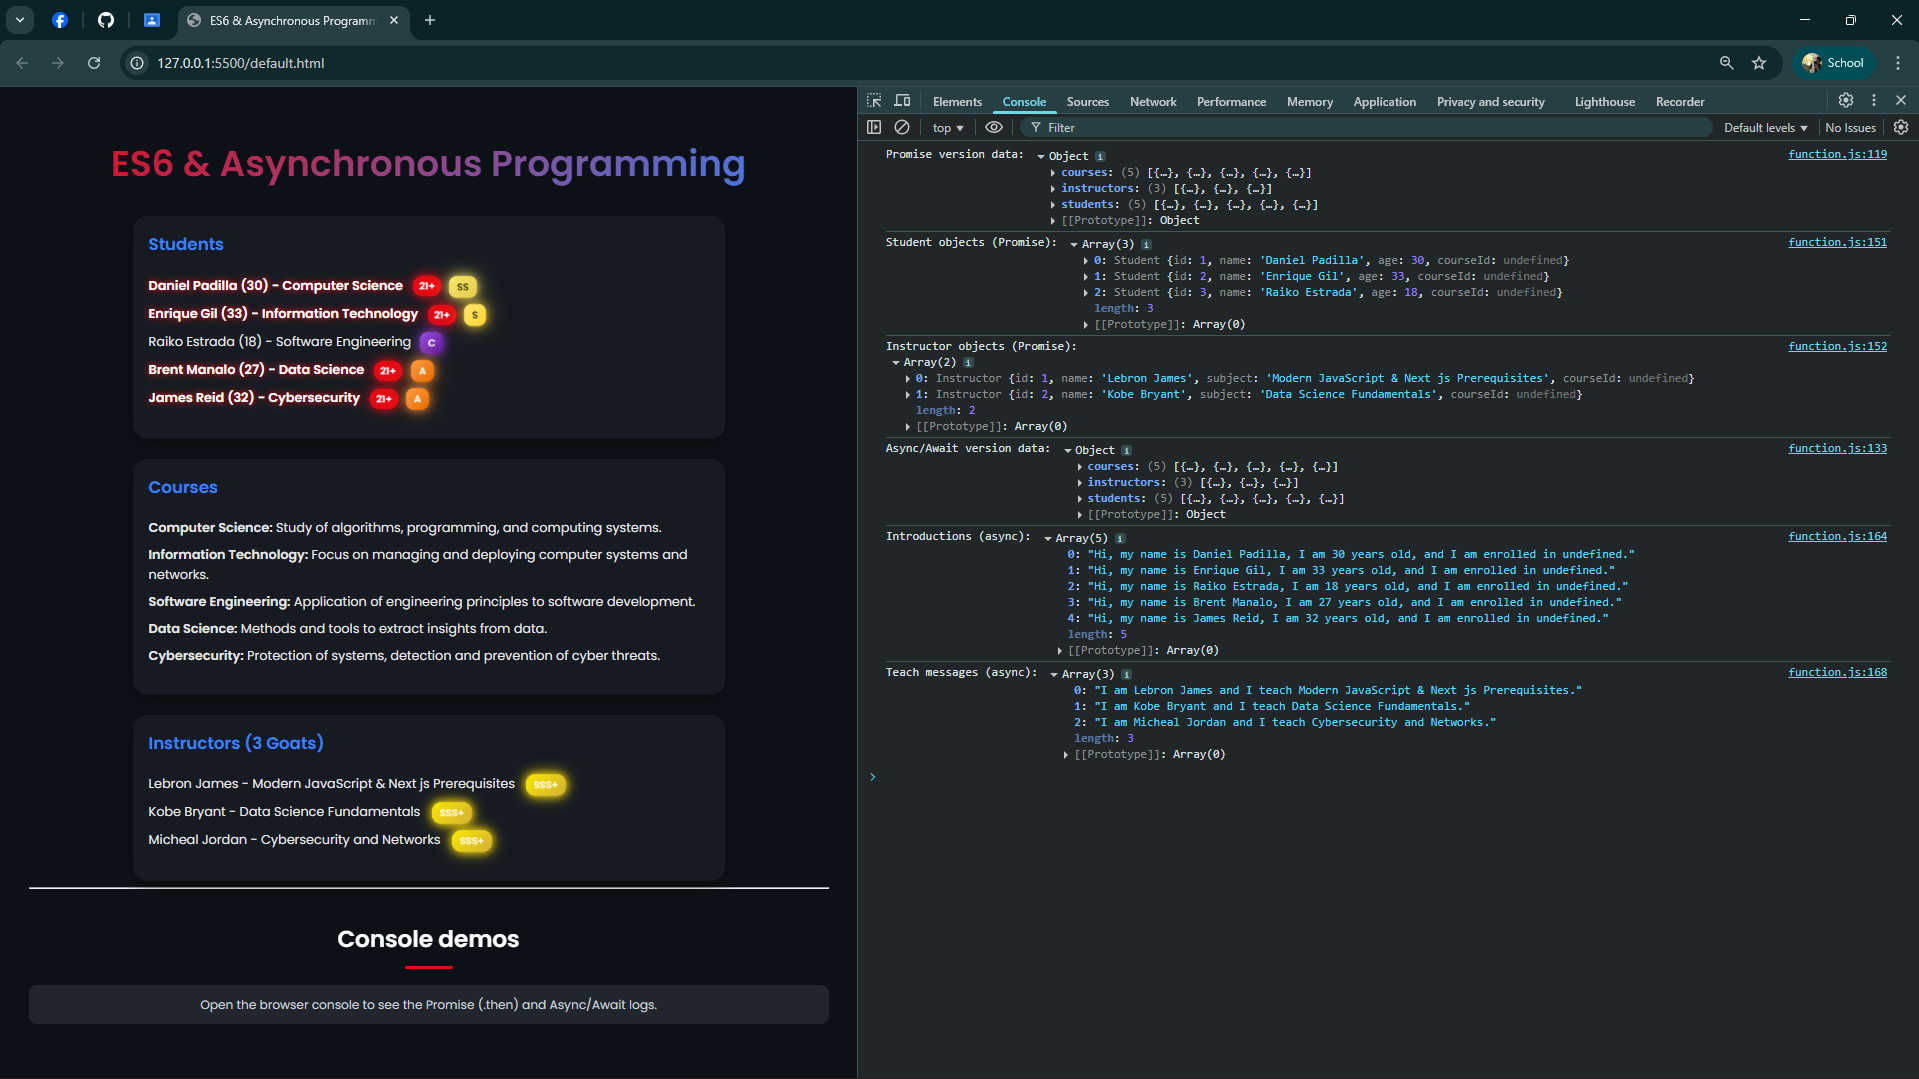 ES6 & Asynchronous Programm
127.0.0.1:5500/default.html
School
ES6 & Asynchronous Programming
Students
Daniel Padilla (30) - Computer Science 21+ SS
Enrique Gil (33) - Information Technology 21+ S
Raiko Estrada (18) - Software Engineering C
Brent Manalo (27) - Data Science 21+ A
James Reid (32) - Cybersecurity 21+ A
Courses
Computer Science: Study of algorithms, programming, and computing systems.
Information Technology: Focus on managing and deploying computer systems and
networks.
Software Engineering: Application of engineering principles to software development.
Data Science: Methods and tools to extract insights from data.
Cybersecurity: Protection of systems, detection and prevention of cyber threats.
Instructors (3 Goats)
Lebron James - Modern JavaScript & Next js Prerequisites SSS+
Kobe Bryant - Data Science Fundamentals SSS+
Micheal Jordan - Cybersecurity and Networks SSS+
Console demos
Open the browser console to see the Promise (.then) and Async/Await logs.
Elements Console Sources Network Performance Memory Application Privacy and security Lighthouse Recorder
top Filter Default levels No Issues
Promise version data: Object i function.js:119
courses: (5) [{…}, {…}, {…}, {…}, {…}]
instructors: (3) [{…}, {…}, {…}]
students: (5) [{…}, {…}, {…}, {…}, {…}]
[[Prototype]]: Object
Student objects (Promise): Array(3) i function.js:151
0: Student {id: 1, name: 'Daniel Padilla', age: 30, courseId: undefined}
1: Student {id: 2, name: 'Enrique Gil', age: 33, courseId: undefined}
2: Student {id: 3, name: 'Raiko Estrada', age: 18, courseId: undefined}
length: 3
[[Prototype]]: Array(0)
Instructor objects (Promise): function.js:152
Array(2) i
0: Instructor {id: 1, name: 'Lebron James', subject: 'Modern JavaScript & Next js Prerequisites', courseId: undefined}
1: Instructor {id: 2, name: 'Kobe Bryant', subject: 'Data Science Fundamentals', courseId: undefined}
length: 2
[[Prototype]]: Array(0)
Async/Await version data: Object i function.js:133
courses: (5) [{…}, {…}, {…}, {…}, {…}]
instructors: (3) [{…}, {…}, {…}]
students: (5) [{…}, {…}, {…}, {…}, {…}]
[[Prototype]]: Object
Introductions (async): Array(5) i function.js:164
0: "Hi, my name is Daniel Padilla, I am 30 years old, and I am enrolled in undefined."
1: "Hi, my name is Enrique Gil, I am 33 years old, and I am enrolled in undefined."
2: "Hi, my name is Raiko Estrada, I am 18 years old, and I am enrolled in undefined."
3: "Hi, my name is Brent Manalo, I am 27 years old, and I am enrolled in undefined."
4: "Hi, my name is James Reid, I am 32 years old, and I am enrolled in undefined."
length: 5
[[Prototype]]: Array(0)
Teach messages (async): Array(3) i function.js:168
0: "I am Lebron James and I teach Modern JavaScript & Next js Prerequisites."
1: "I am Kobe Bryant and I teach Data Science Fundamentals."
2: "I am Micheal Jordan and I teach Cybersecurity and Networks."
length: 3
[[Prototype]]: Array(0)